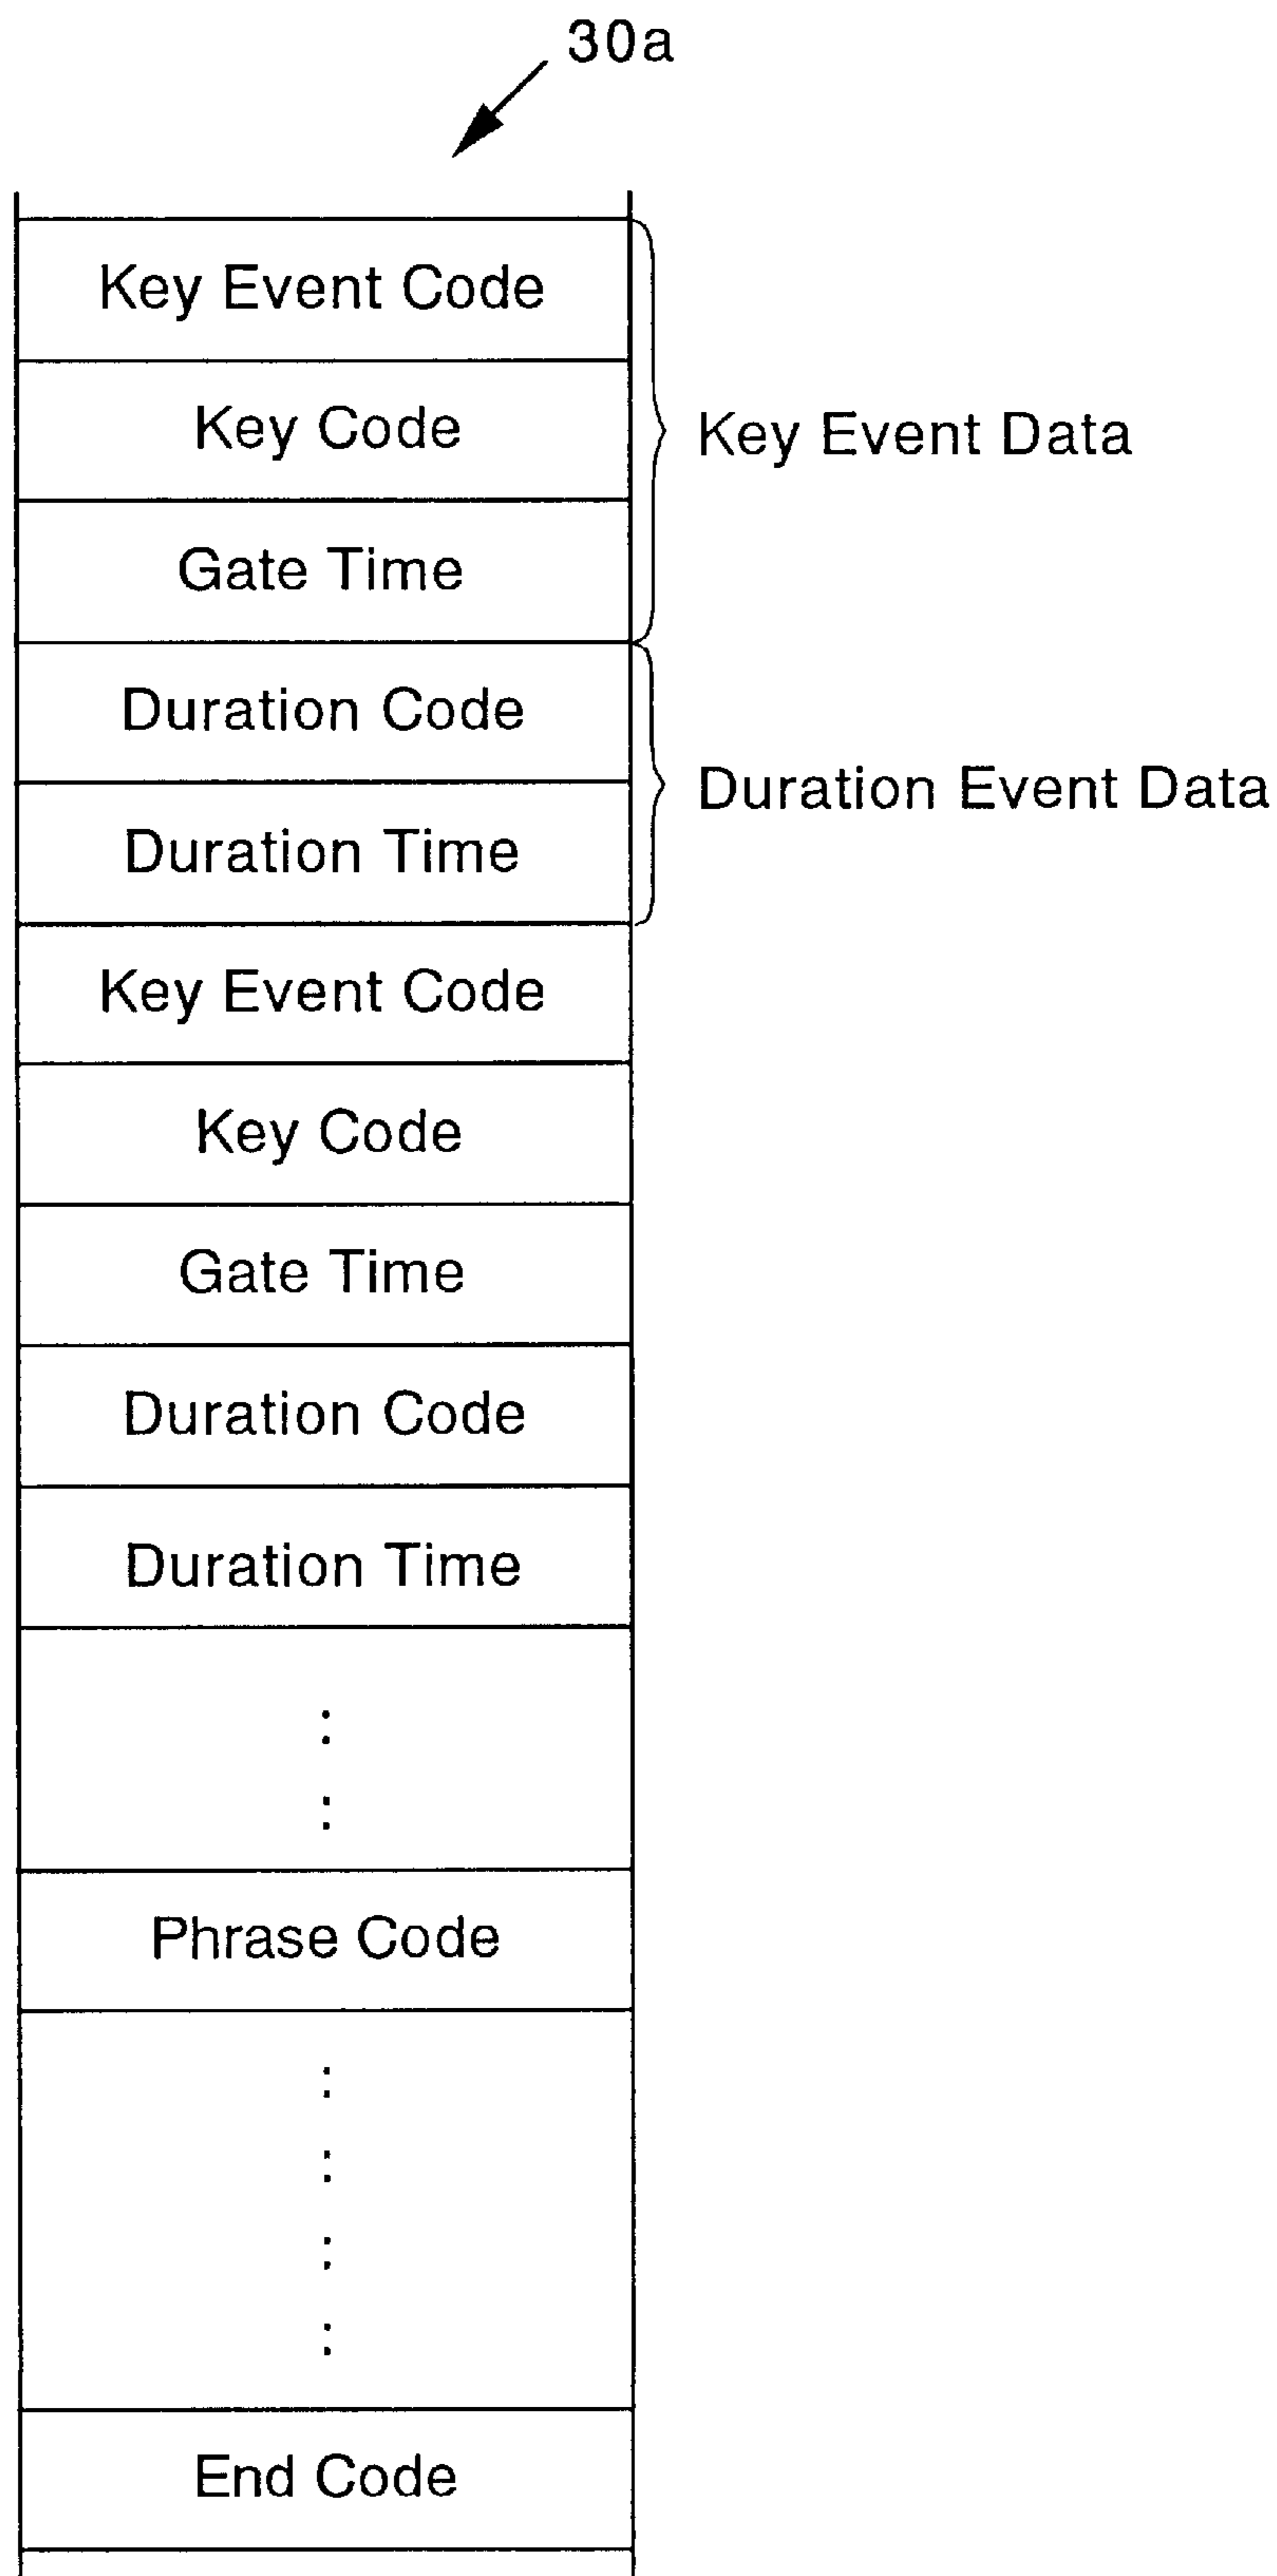 30a
Key Event Code
Key Code
Key Event Data
Gate Time
Duration Code
Duration Event Data
Duration Time
Key Event Code
Key Code
Gate Time
Duration Code
Duration Time
:
:
Phrase Code
:
:
:
:
End Code